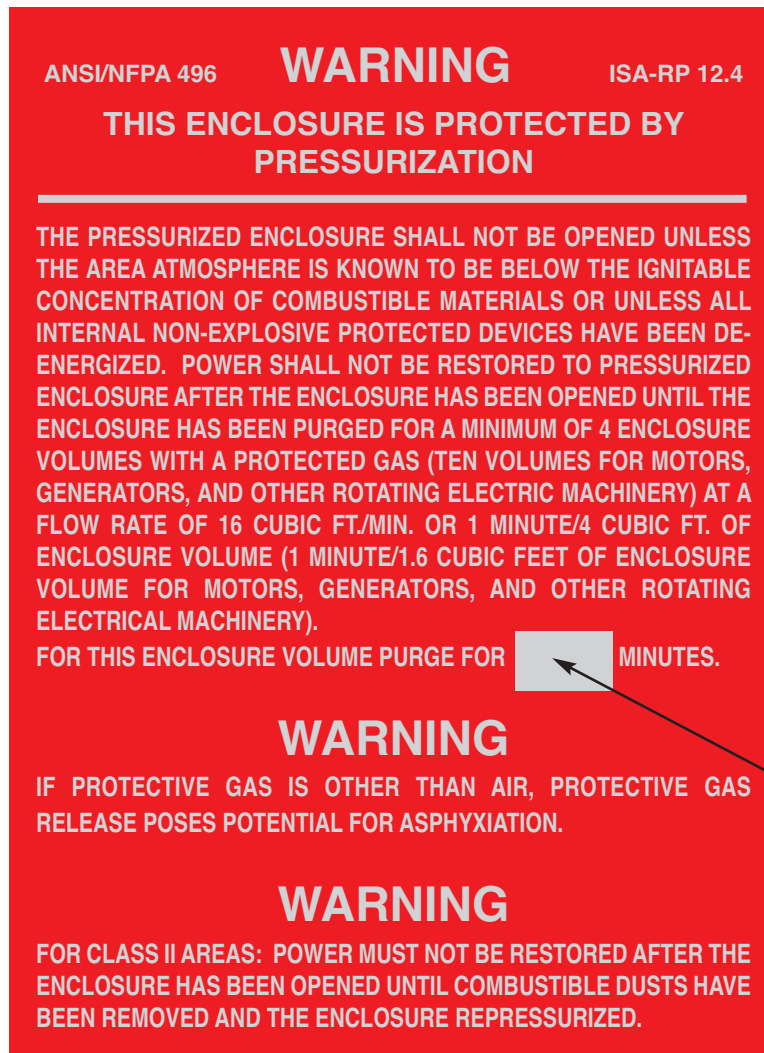 ANSI/NFPA 496 WARNING ISA-RP 12.4
THIS ENCLOSURE IS PROTECTED BY
PRESSURIZATION
THE PRESSURIZED ENCLOSURE SHALL NOT BE OPENED UNLESS
THE AREA ATMOSPHERE IS KNOWN TO BE BELOW THE IGNITABLE
CONCENTRATION OF COMBUSTIBLE MATERIALS OR UNLESS ALL
INTERNAL NON-EXPLOSIVE PROTECTED DEVICES HAVE BEEN DE-
ENERGIZED. POWER SHALL NOT BE RESTORED TO PRESSURIZED
ENCLOSURE AFTER THE ENCLOSURE HAS BEEN OPENED UNTIL THE
ENCLOSURE HAS BEEN PURGED FOR A MINIMUM OF 4 ENCLOSURE
VOLUMES WITH A PROTECTED GAS (TEN VOLUMES FOR MOTORS,
GENERATORS, AND OTHER ROTATING ELECTRIC MACHINERY) AT A
FLOW RATE OF 16 CUBIC FT./MIN. OR 1 MINUTE/4 CUBIC FT. OF
ENCLOSURE VOLUME (1 MINUTE/1.6 CUBIC FEET OF ENCLOSURE
VOLUME FOR MOTORS, GENERATORS, AND OTHER ROTATING
ELECTRICAL MACHINERY).
FOR THIS ENCLOSURE VOLUME PURGE FOR MINUTES.
WARNING
IF PROTECTIVE GAS IS OTHER THAN AIR, PROTECTIVE GAS
RELEASE POSES POTENTIAL FOR ASPHYXIATION.
WARNING
FOR CLASS II AREAS: POWER MUST NOT BE RESTORED AFTER THE
ENCLOSURE HAS BEEN OPENED UNTIL COMBUSTIBLE DUSTS HAVE
BEEN REMOVED AND THE ENCLOSURE REPRESSURIZED.